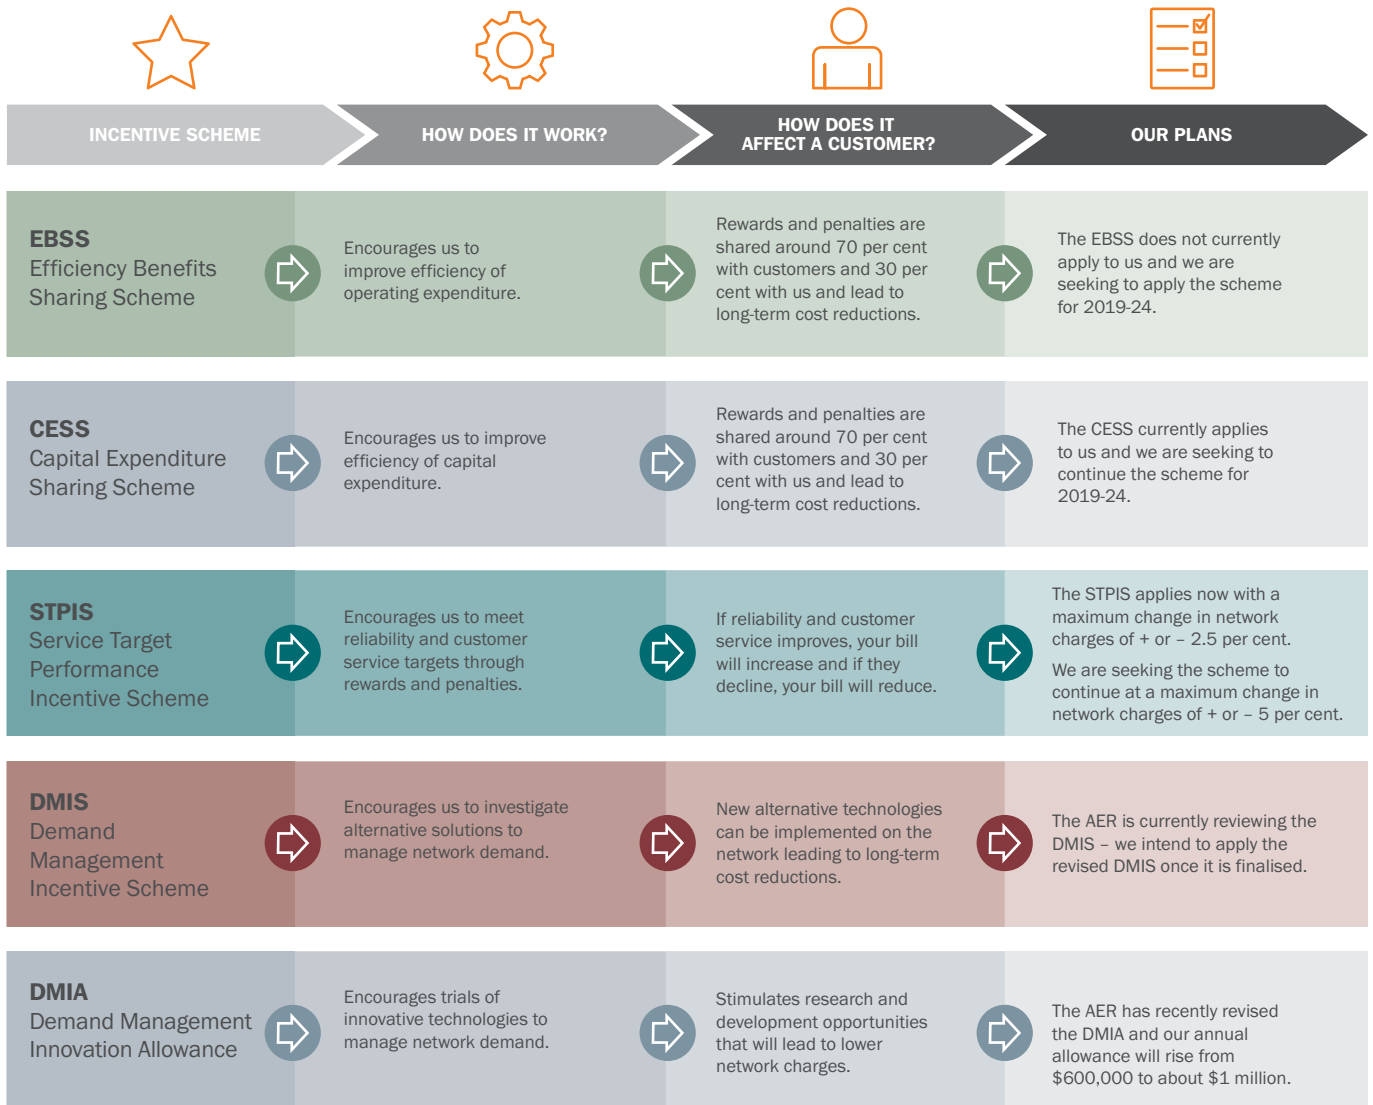 INCENTIVE SCHEME
HOW DOES IT WORK?
HOW DOES IT
AFFECT A CUSTOMER?
OUR PLANS
EBSS
Efficiency Benefits
Sharing Scheme
Encourages us to
improve efficiency of
operating expenditure.
Rewards and penalties are
shared around 70 per cent
with customers and 30 per
cent with us and lead to
long-term cost reductions.
The EBSS does not currently
apply to us and we are
seeking to apply the scheme
for 2019-24.
CESS
Capital Expenditure
Sharing Scheme
Encourages us to improve
efficiency of capital
expenditure.
Rewards and penalties are
shared around 70 per cent
with customers and 30 per
cent with us and lead to
long-term cost reductions.
The CESS currently applies
to us and we are seeking to
continue the scheme for
2019-24.
STPIS
Service Target
Performance
Incentive Scheme
Encourages us to meet
reliability and customer
service targets through
rewards and penalties.
If reliability and customer
service improves, your bill
will increase and if they
decline, your bill will reduce.
The STPIS applies now with a
maximum change in network
charges of + or – 2.5 per cent.
We are seeking the scheme to
continue at a maximum change in
network charges of + or – 5 per cent.
DMIS
Demand
Management
Incentive Scheme
Encourages us to investigate
alternative solutions to
manage network demand.
New alternative technologies
can be implemented on the
network leading to long-term
cost reductions.
The AER is currently reviewing the
DMIS – we intend to apply the
revised DMIS once it is finalised.
DMIA
Demand Management
Innovation Allowance
Encourages trials of
innovative technologies to
manage network demand.
Stimulates research and
development opportunities
that will lead to lower
network charges.
The AER has recently revised
the DMIA and our annual
allowance will rise from
$600,000 to about $1 million.